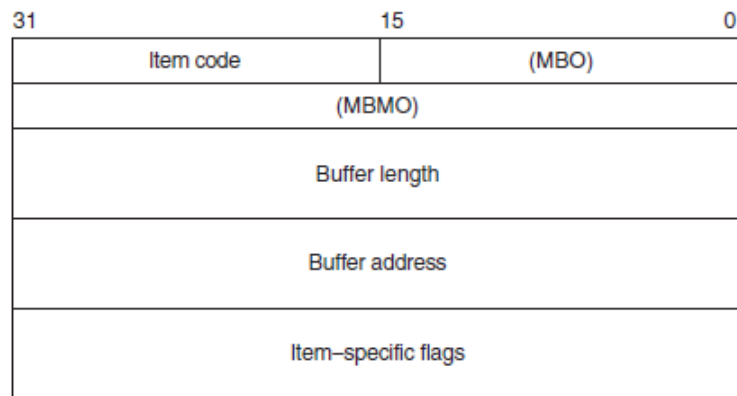 31 15 0
Item code (MBO)
(MBMO)
Buffer length
Buffer address
Item–specific flags